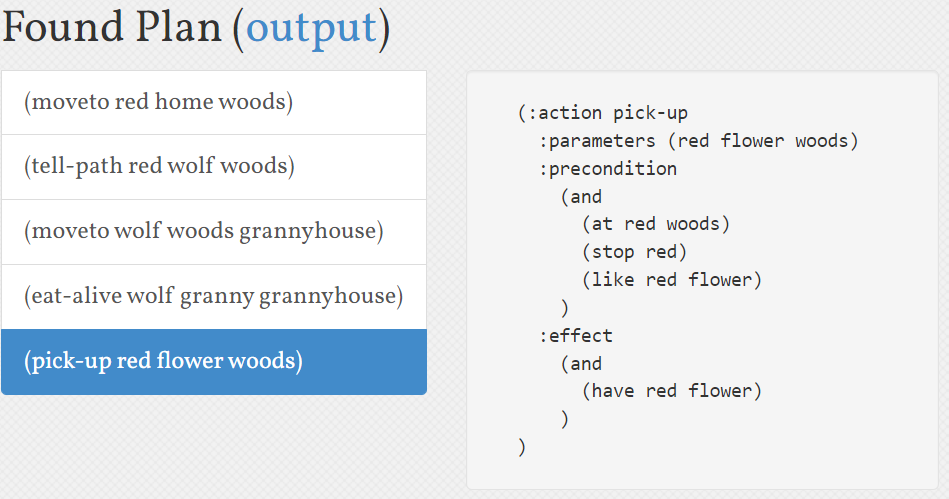 Found Plan (output)
(moveto red home woods)
(tell-path red wolf woods)
(moveto wolf woods grannyhouse)
(eat-alive wolf granny grannyhouse)
(pick-up red flower woods)
(:action pick-up
  :parameters (red flower woods)
  :precondition
    (and
      (at red woods)
      (stop red)
      (like red flower)
    )
  :effect
    (and
      (have red flower)
    )
)